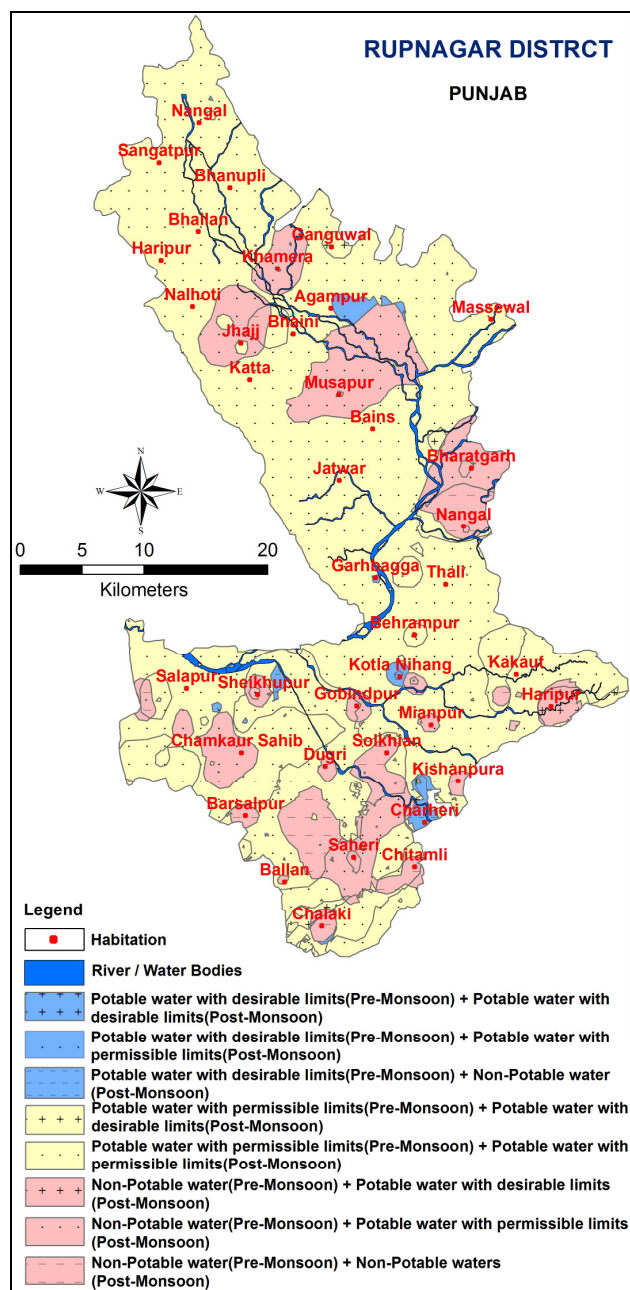 RUPNAGAR DISTRCT
PUNJAB
Nangal
Sangatpur
Bhanupli
Bhallan
Ganguwal
Haripur
Khamera
Nalhoti
Agampur
Massewal
Jhajj
Bhaini
Katta
Musapur
Bains
N
W
E
S
Jatwar
Bharatgarh
Nangal
0 5 10 20
Kilometers
Garhbagga
Thali
Behrampur
Kotla Nihang
Kakaut
Salapur
Sheikhupur
Gobindpur
Haripur
Mianpur
Chamkaur Sahib
Solkhian
Dugri
Kishanpura
Barsalpur
Charheri
Saheri
Chitamli
Ballan
Chalaki
Legend
Habitation
River / Water Bodies
Potable water with desirable limits(Pre-Monsoon) + Potable water with
desirable limits(Post-Monsoon)
Potable water with desirable limits(Pre-Monsoon) + Potable water with
permissible limits(Post-Monsoon)
Potable water with desirable limits(Pre-Monsoon) + Non-Potable water
(Post-Monsoon)
Potable water with permissible limits(Pre-Monsoon) + Potable water with
desirable limits(Post-Monsoon)
Potable water with permissible limits(Pre-Monsoon) + Potable water with
permissible limits(Post-Monsoon)
Non-Potable water(Pre-Monsoon) + Potable water with desirable limits
(Post-Monsoon)
Non-Potable water(Pre-Monsoon) + Potable water with permissible limits
(Post-Monsoon)
Non-Potable water(Pre-Monsoon) + Non-Potable waters
(Post-Monsoon)